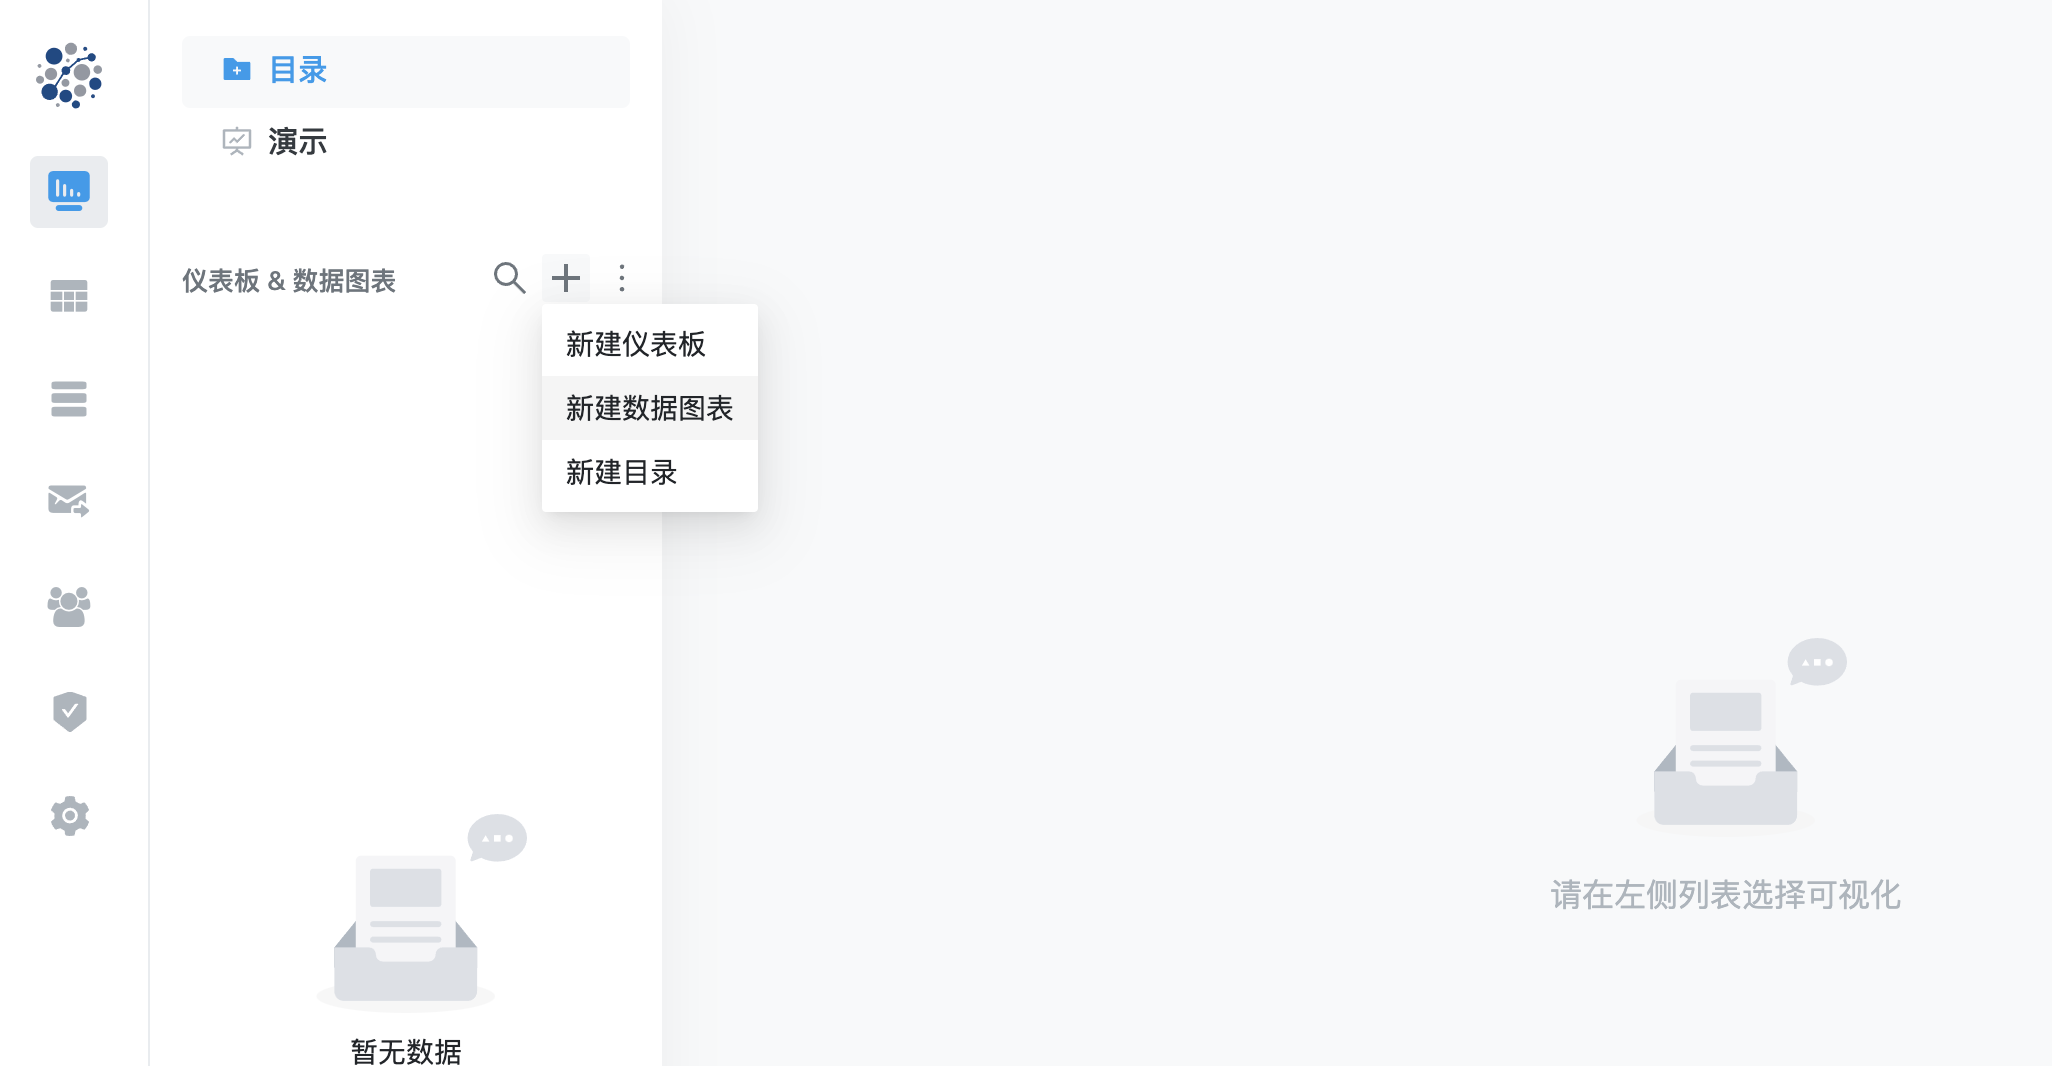 目录
演示
仪表板 & 数据图表
新建仪表板
新建数据图表
新建目录
暂无数据
请在左侧列表选择可视化